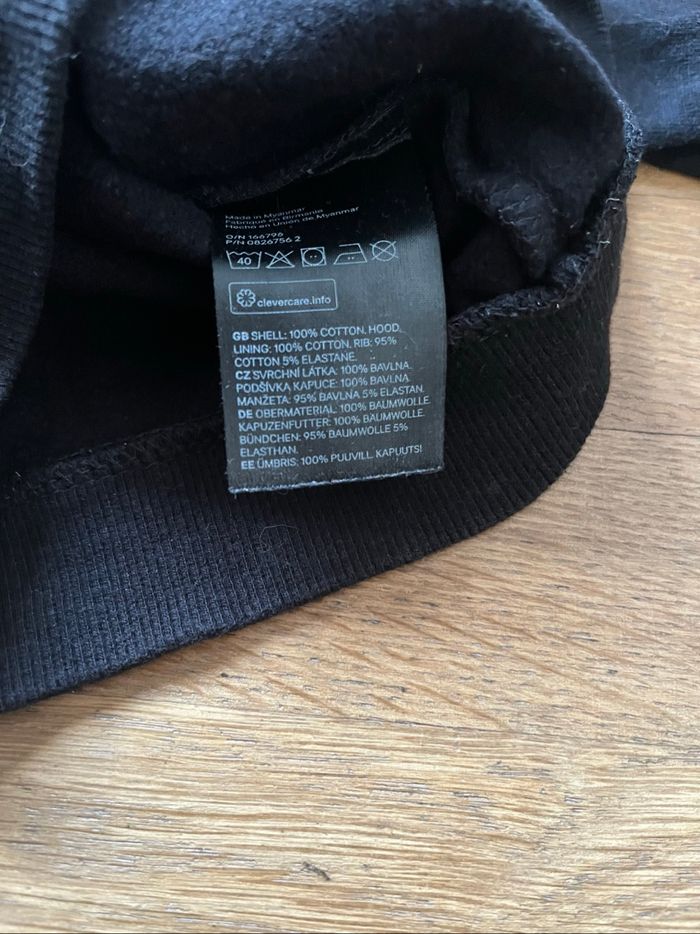 Made in Myanmar
Fabriqué en Birmanie
Hecho en Unión de Myanmar
O/N 166796
P/N 0826756 2
40
clevercare.info
GB SHELL: 100% COTTON. HOOD
LINING: 100% COTTON. RIB: 95%
COTTON 5% ELASTANE.
CZ SVRCHNÍ LÁTKA: 100% BAVLNA.
PODŠÍVKA KAPUCE: 100% BAVLNA.
MANŽETA: 95% BAVLNA 5% ELASTAN.
DE OBERMATERIAL: 100% BAUMWOLLE.
KAPUZENFUTTER: 100% BAUMWOLLE.
BÜNDCHEN: 95% BAUMWOLLE 5%
ELASTHAN.
EE ÜMBRIS: 100% PUUVILL. KAPUUTS!